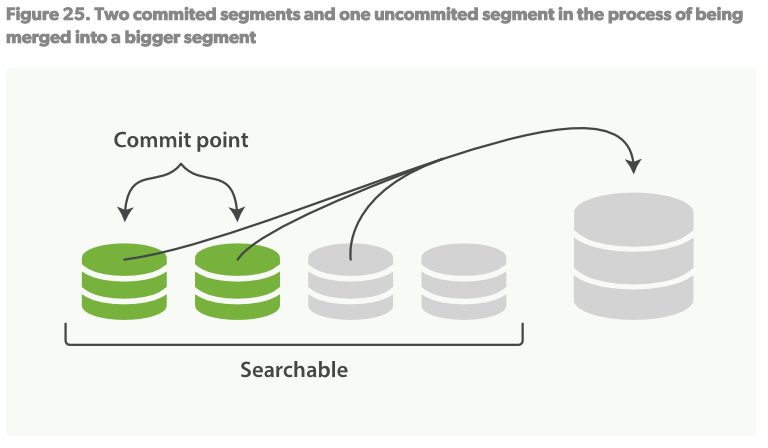 Figure 25. Two commited segments and one uncommited segment in the process of being
merged into a bigger segment
Commit point
Searchable